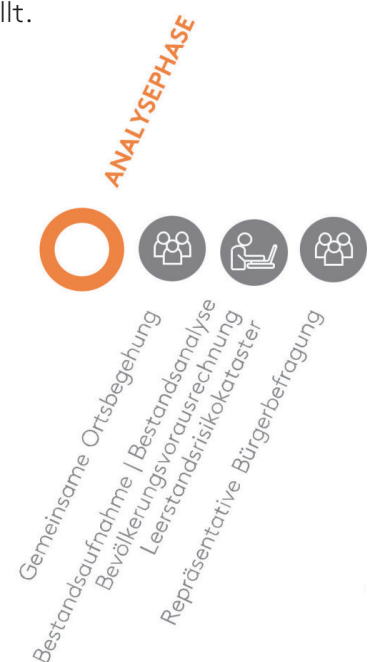 llt.
ANALYSEPHASE
Gemeinsame Ortsbegehung
Bestandsaufnahme | Bestandsanalyse
Bevölkerungsvorausrechnung
Leerstandsrisikokataster
Repräsentative Bürgerbefragung